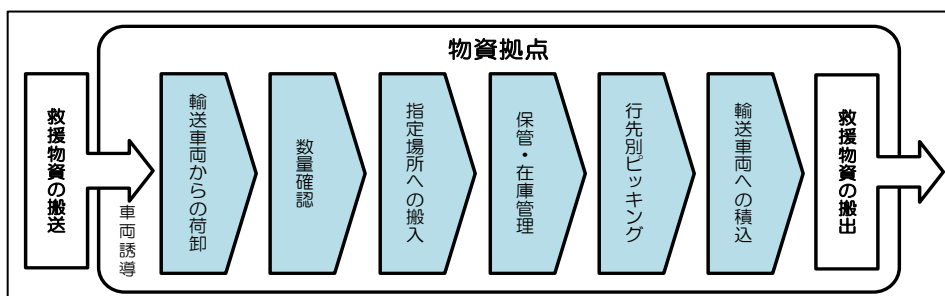 物資拠点
救援物資の搬送
車両誘導
輸送車両からの荷卸
数量確認
指定場所への搬入
保管・在庫管理
行先別ピッキング
輸送車両への積込
救援物資の搬出